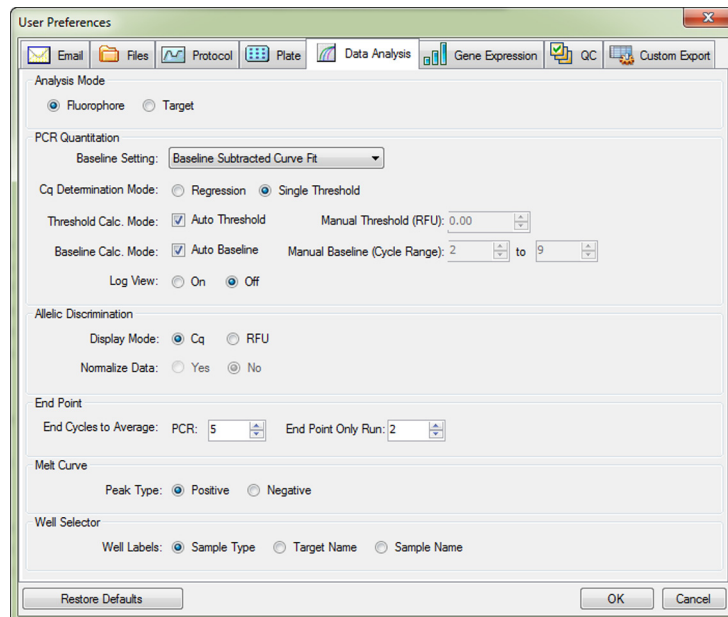 User Preferences
Email Files Protocol Plate Data Analysis Gene Expression QC Custom Export
Analysis Mode
Fluorophore Target
PCR Quantitation
Baseline Setting: Baseline Subtracted Curve Fit
Cq Determination Mode: Regression Single Threshold
Threshold Calc. Mode: Auto Threshold Manual Threshold (RFU): 0.00
Baseline Calc. Mode: Auto Baseline Manual Baseline (Cycle Range): 2 to 9
Log View: On Off
Allelic Discrimination
Display Mode: Cq RFU
Normalize Data: Yes No
End Point
End Cycles to Average: PCR: 5 End Point Only Run: 2
Melt Curve
Peak Type: Positive Negative
Well Selector
Well Labels: Sample Type Target Name Sample Name
Restore Defaults OK Cancel